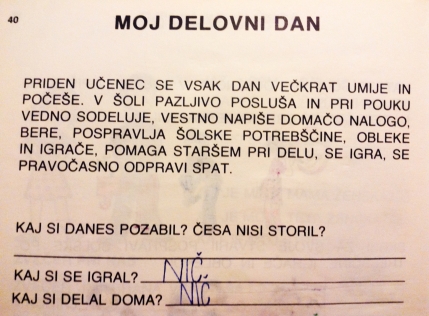 40
MOJ DELOVNI DAN
PRIDEN UČENEC SE VSAK DAN VEČKRAT UMIJE IN
POČEŠE. V ŠOLI PAZLJIVO POSLUŠA IN PRI POUKU
VEDNO SODELUJE, VESTNO NAPIŠE DOMAČO NALOGO,
BERE, POSPRAVLJA ŠOLSKE POTREBŠČINE, OBLEKE
IN IGRAČE, POMAGA STARŠEM PRI DELU, SE IGRA, SE
PRAVOČASNO ODPRAVI SPAT.
KAJ SI DANES POZABIL? ČESA NISI STORIL?
KAJ SI SE IGRAL? NIČ
KAJ SI DELAL DOMA? NIČ